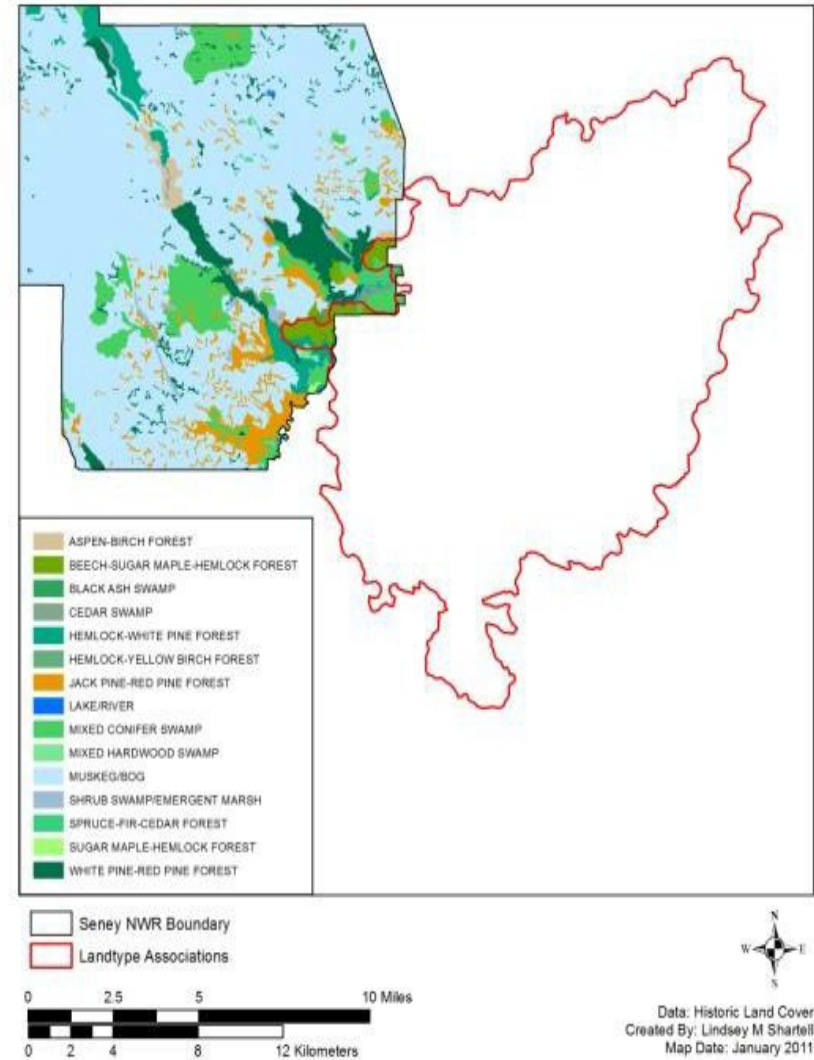 ASPEN-BIRCH FOREST
BEECH-SUGAR MAPLE-HEMLOCK FOREST
BLACK ASH SWAMP
CEDAR SWAMP
HEMLOCK-WHITE PINE FOREST
HEMLOCK-YELLOW BIRCH FOREST
JACK PINE-RED PINE FOREST
LAKE/RIVER
MIXED CONIFER SWAMP
MIXED HARDWOOD SWAMP
MUSKEG/BOG
SHRUB SWAMP/EMERGENT MARSH
SPRUCE-FIR-CEDAR FOREST
SUGAR MAPLE-HEMLOCK FOREST
WHITE PINE-RED PINE FOREST
Seney NWR Boundary
Landtype Associations
N
W E
S
0 2.5 5 10 Miles
0 2 4 8 12 Kilometers
Data: Historic Land Cover
Created By: Lindsey M Shartell
Map Date: January 2011